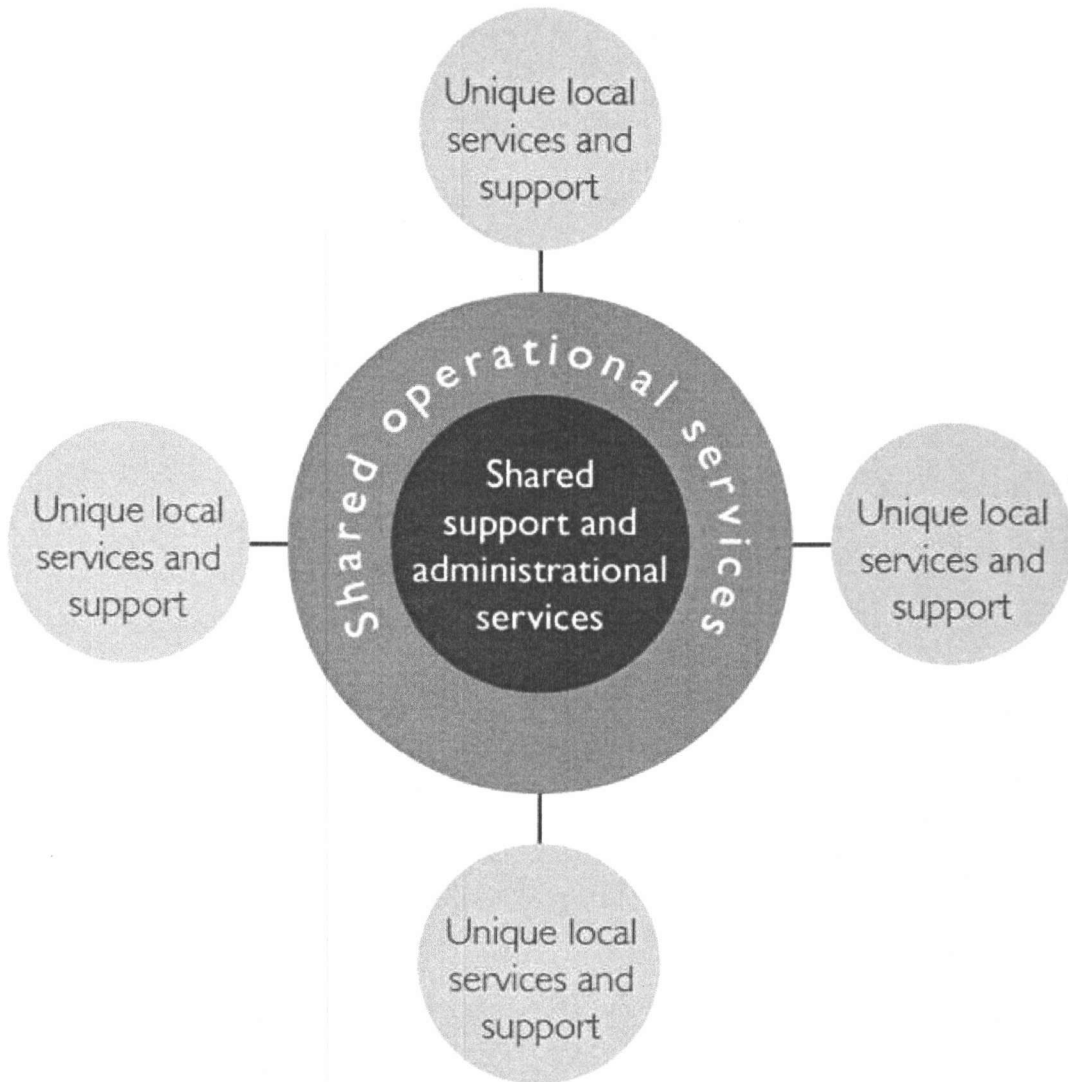 Unique local
services and
support
Shared operational services
Unique local
services and
support
Shared
support and
administrational
services
Unique local
services and
support
Unique local
services and
support